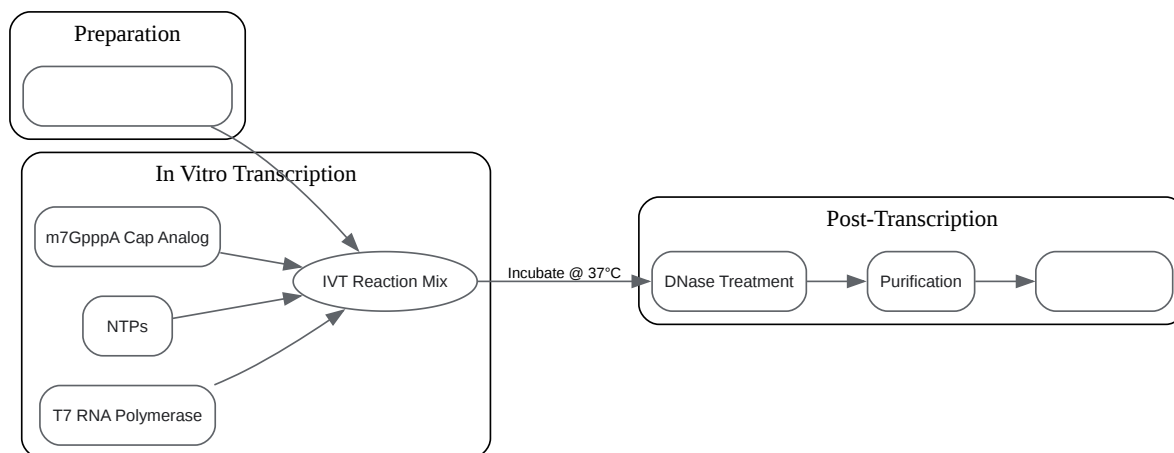 Preparation
In Vitro Transcription
m7GpppA Cap Analog
NTPs
T7 RNA Polymerase
IVT Reaction Mix
Incubate @ 37°C
Post-Transcription
DNase Treatment
Purification